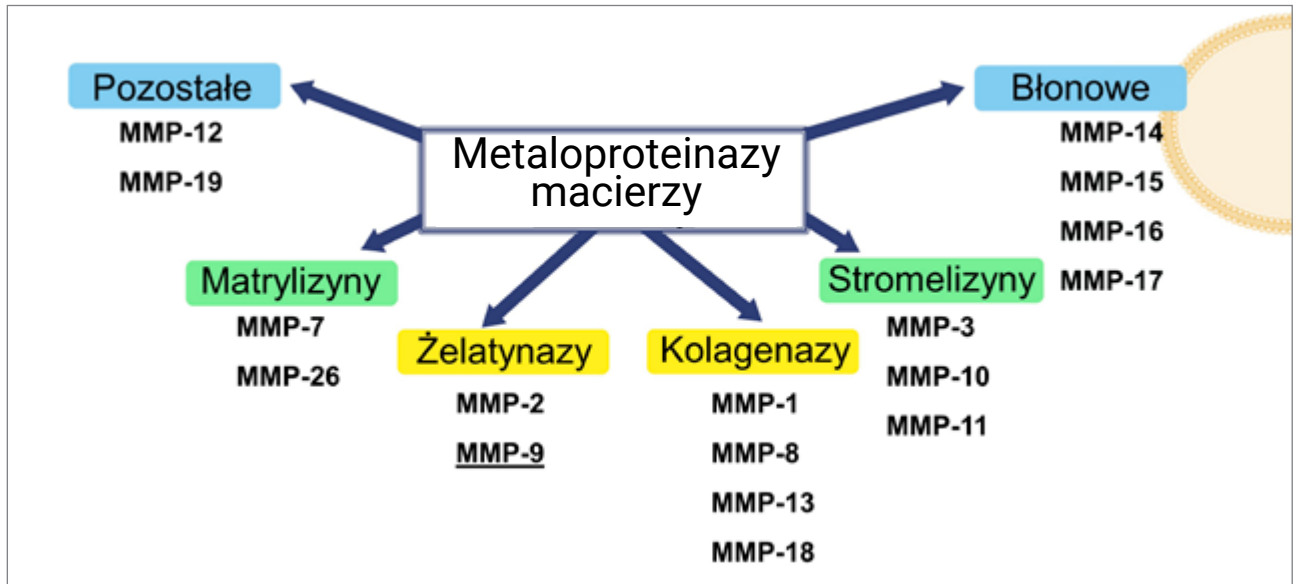 Metaloproteinazy
macierzy
Pozostałe
MMP-12
MMP-19
Matrylizyny
MMP-7
MMP-26
Żelatynazy
MMP-2
MMP-9
Kolagenazy
MMP-1
MMP-8
MMP-13
MMP-18
Stromelizyny
MMP-3
MMP-10
MMP-11
Błonowe
MMP-14
MMP-15
MMP-16
MMP-17